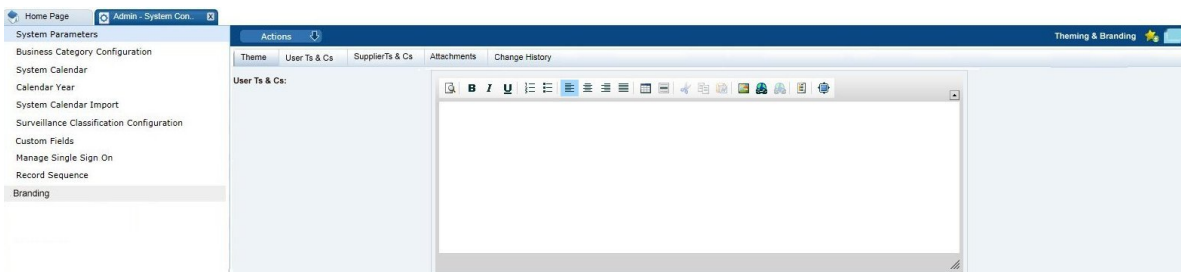 Home Page
Admin - System Con..
System Parameters
Business Category Configuration
System Calendar
Calendar Year
System Calendar Import
Surveillance Classification Configuration
Custom Fields
Manage Single Sign On
Record Sequence
Branding
Actions
Theming & Branding
Theme User Ts & Cs SupplierTs & Cs Attachments Change History
User Ts & Cs:
B I U